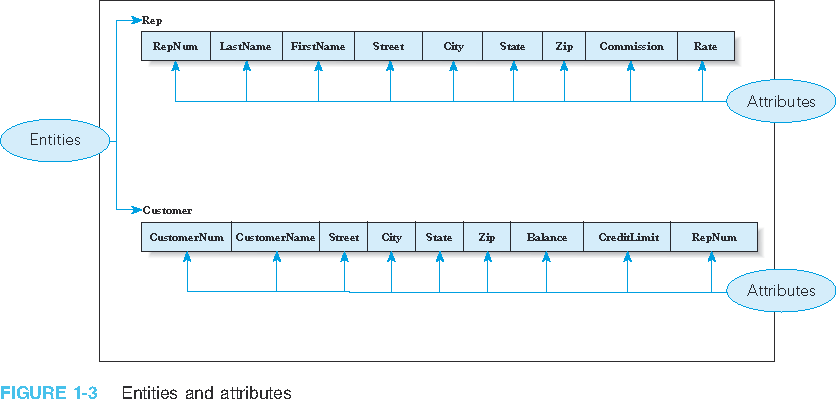 Rep
RepNum LastName FirstName Street City State Zip Commission Rate
Attributes
Entities
Customer
CustomerNum CustomerName Street City State Zip Balance CreditLimit RepNum
Attributes
FIGURE 1-3 Entities and attributes